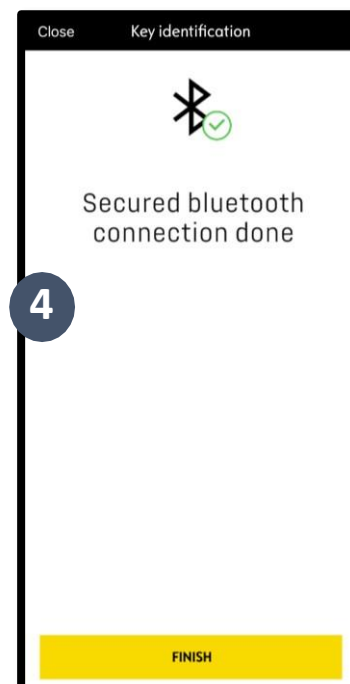 Close Key identification
Secured bluetooth
connection done
4
FINISH